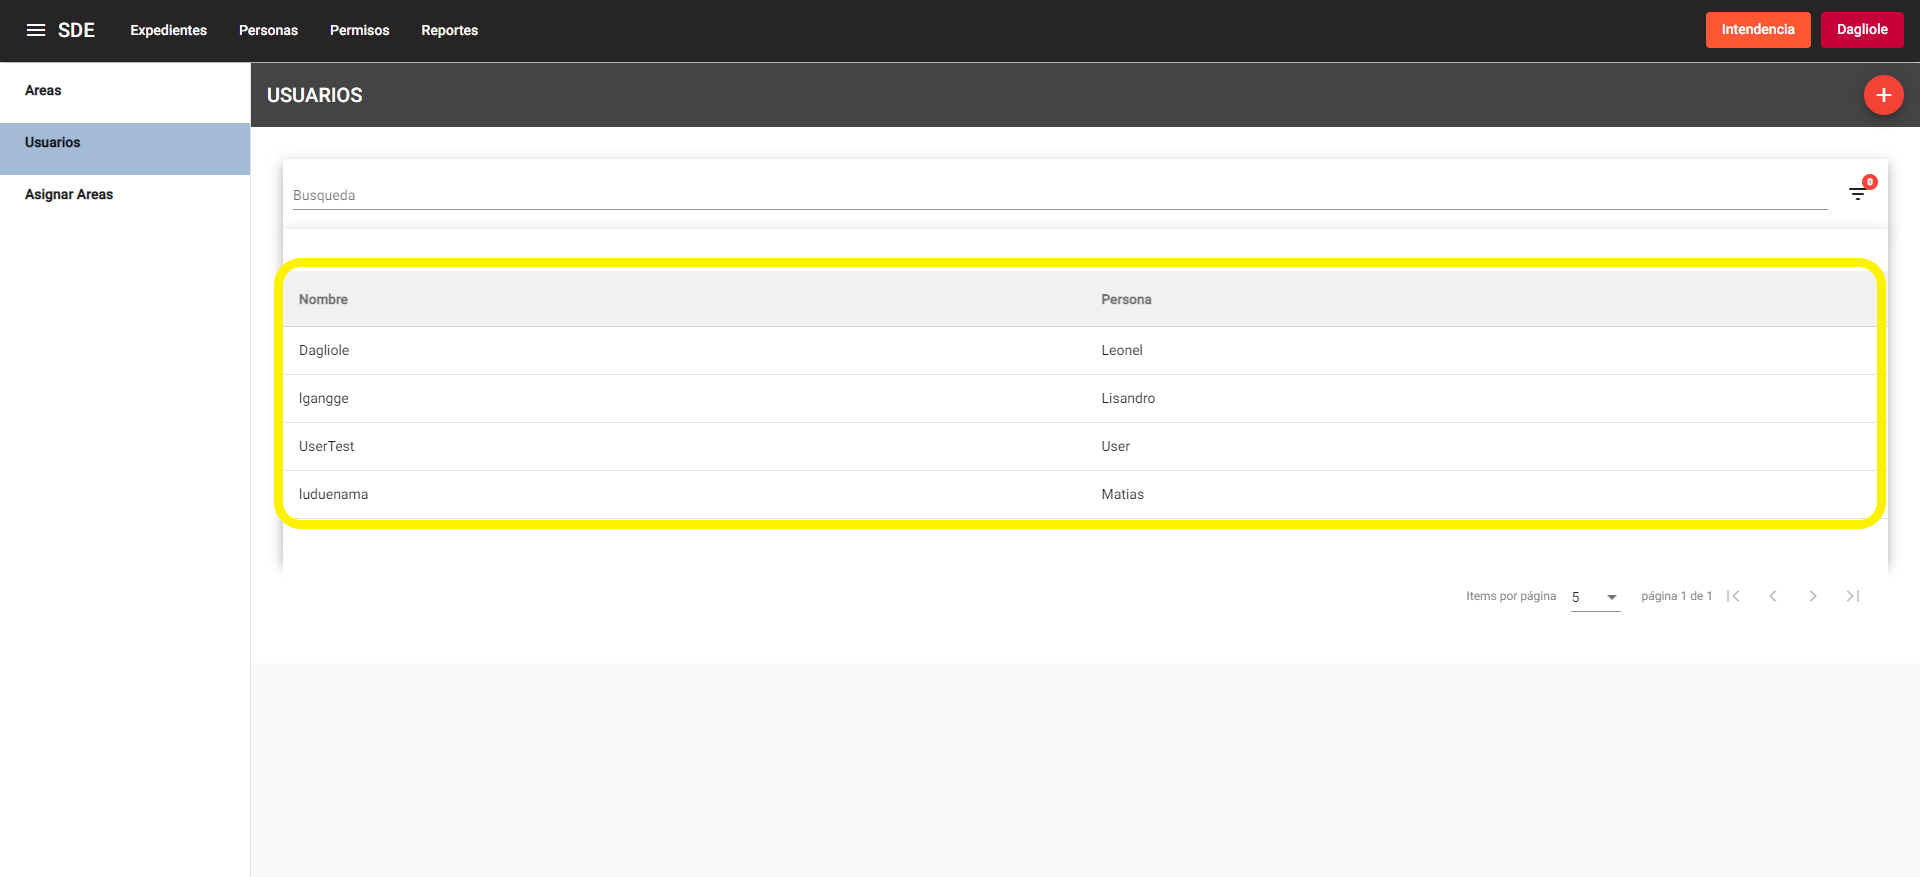 SDE Expedientes Personas Permisos Reportes Intendencia Dagliole
Areas
Usuarios
Asignar Areas
USUARIOS
+
Busqueda
0
Nombre Persona
Dagliole Leonel
lgangge Lisandro
UserTest User
luduenama Matias
Items por página 5 página 1 de 1